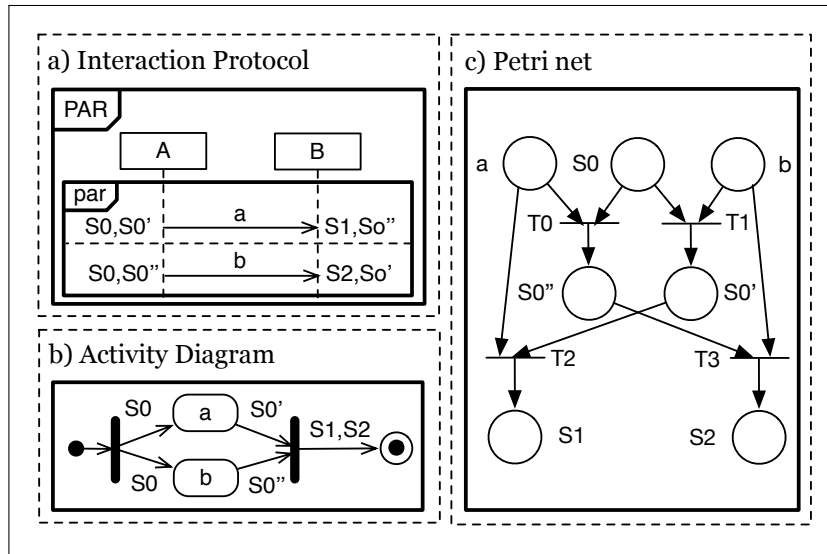 a) Interaction Protocol
PAR
A B
par
S0,S0’ a S1,So’’
S0,S0’’ b S2,So’
b) Activity Diagram
S0 a S0’
S1,S2
S0 b S0’’
c) Petri net
a S0 b
T0 T1
S0’’ S0’
T2 T3
S1 S2